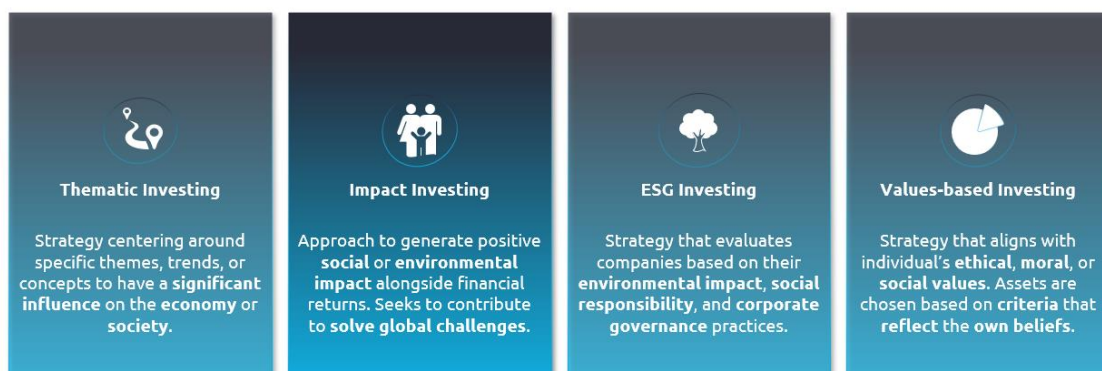 Thematic Investing
Strategy centering around
specific themes, trends, or
concepts to have a significant
influence on the economy or
society.
Impact Investing
Approach to generate positive
social or environmental
impact alongside financial
returns. Seeks to contribute
to solve global challenges.
ESG Investing
Strategy that evaluates
companies based on their
environmental impact, social
responsibility, and corporate
governance practices.
Values-based Investing
Strategy that aligns with
individual's ethical, moral, or
social values. Assets are
chosen based on criteria that
reflect the own beliefs.